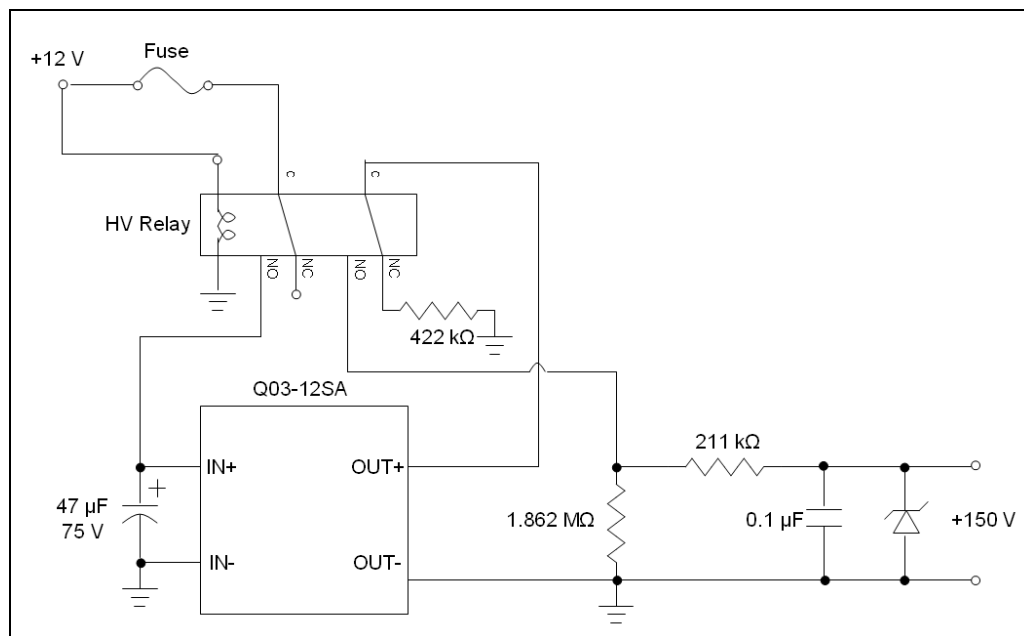 Fuse
+12 V
c
c
HV Relay
NO
NC
NO
NC
422 kΩ
Q03-12SA
211 kΩ
IN+
OUT+
+
47 µF
75 V
1.862 MΩ
0.1 µF
+150 V
IN-
OUT-